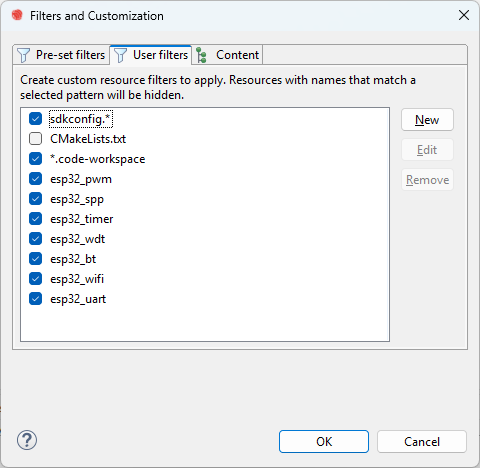 Filters and Customization
Pre-set filters
User filters
Content
Create custom resource filters to apply. Resources with names that match a
selected pattern will be hidden.
sdkconfig.*
CMakeLists.txt
*.code-workspace
esp32_pwm
esp32_spp
esp32_timer
esp32_wdt
esp32_bt
esp32_wifi
esp32_uart
New
Edit
Remove
?
OK
Cancel